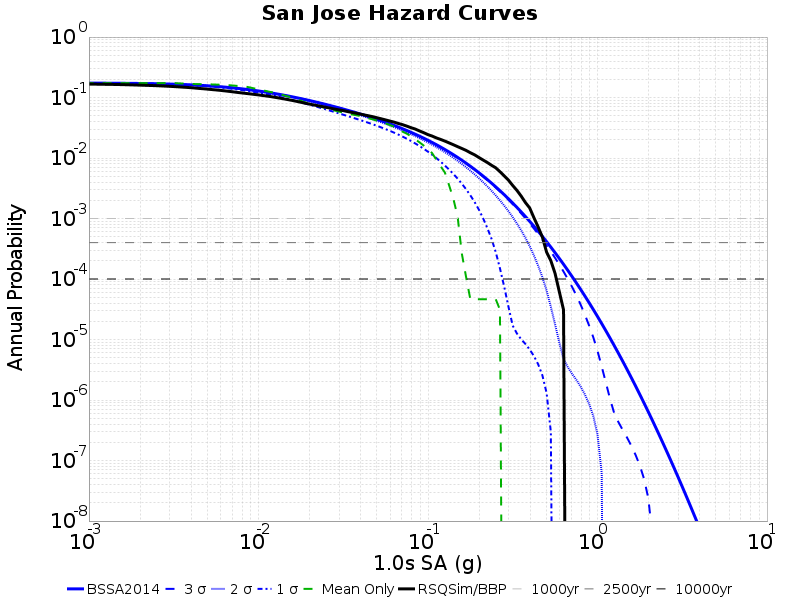 San Jose Hazard Curves
Annual Probability
10^0
10^-1
10^-2
10^-3
10^-4
10^-5
10^-6
10^-7
10^-8
10^-3 10^-2 10^-1 10^0 10^1
1.0s SA (g)
BSSA2014 3 σ 2 σ 1 σ Mean Only RSQSim/BBP 1000yr 2500yr 10000yr